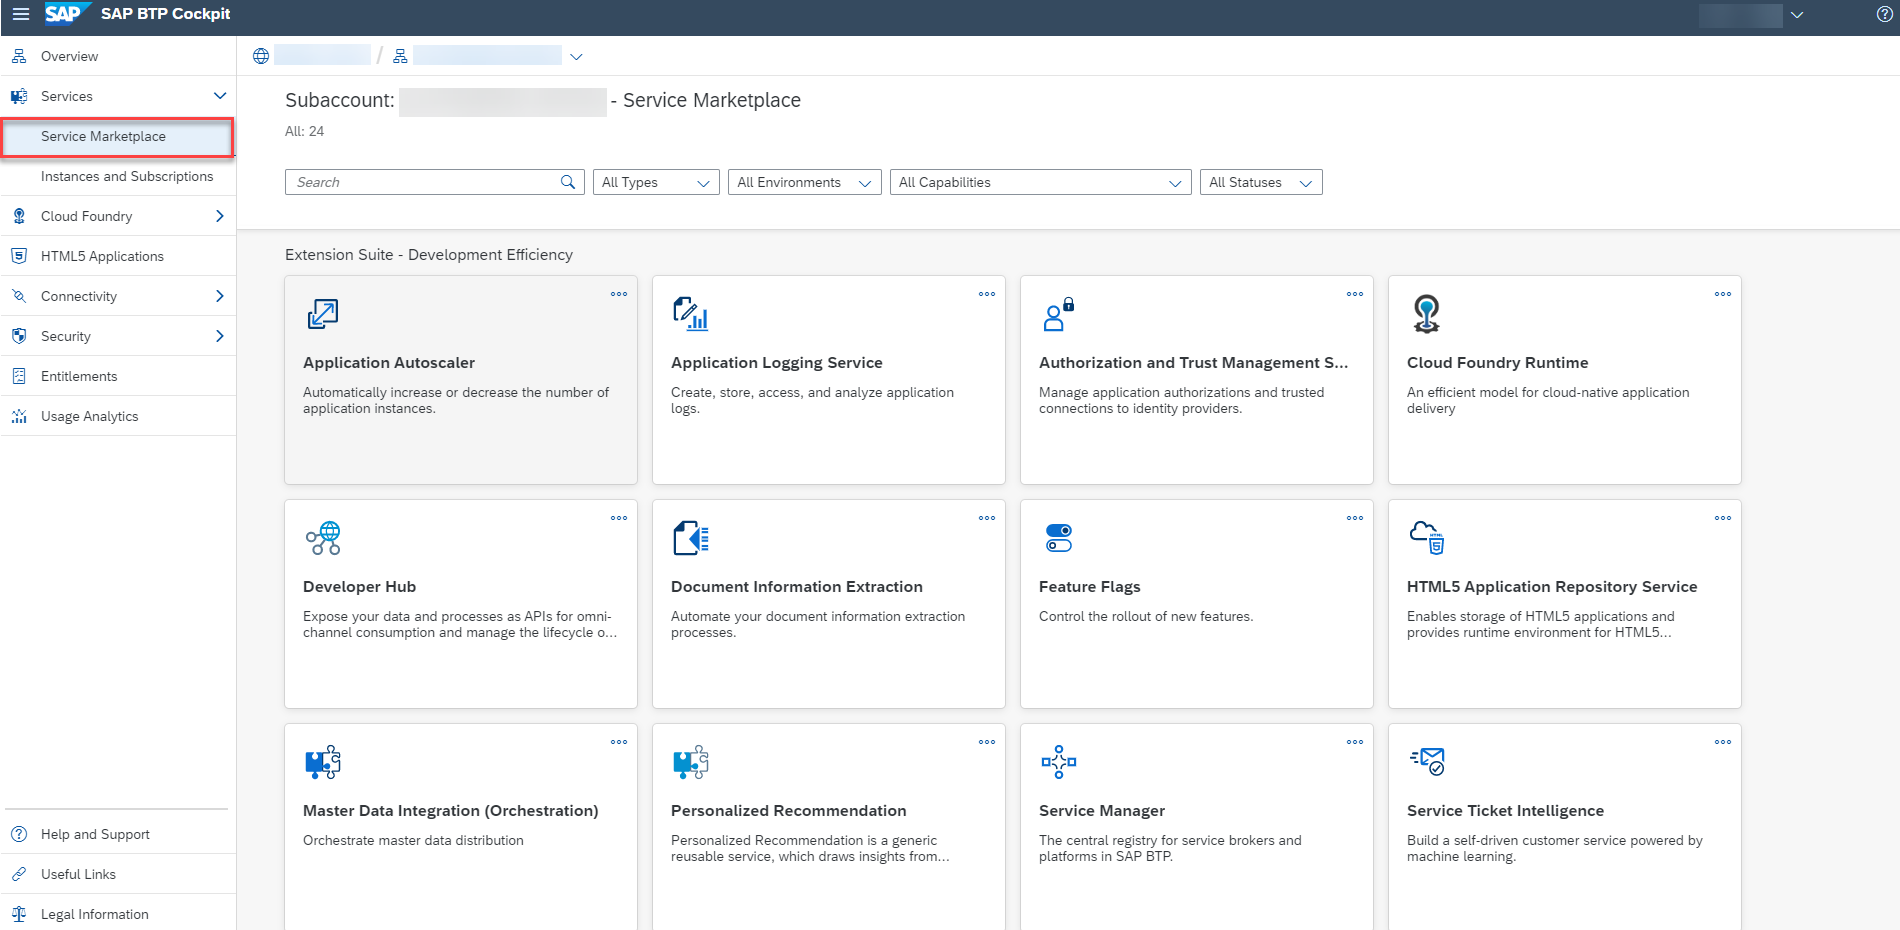 SAP SAP BTP Cockpit
Overview
Services
Service Marketplace
Instances and Subscriptions
Cloud Foundry
HTML5 Applications
Connectivity
Security
Entitlements
Usage Analytics
Help and Support
Useful Links
Legal Information
/
Subaccount: - Service Marketplace
All: 24
Search
All Types
All Environments
All Capabilities
All Statuses
Extension Suite - Development Efficiency
Application Autoscaler
Automatically increase or decrease the number of
application instances.
Application Logging Service
Create, store, access, and analyze application
logs.
Authorization and Trust Management S...
Manage application authorizations and trusted
connections to identity providers.
Cloud Foundry Runtime
An efficient model for cloud-native application
delivery
Developer Hub
Expose your data and processes as APIs for omni-
channel consumption and manage the lifecycle o...
Document Information Extraction
Automate your document information extraction
processes.
Feature Flags
Control the rollout of new features.
HTML5 Application Repository Service
Enables storage of HTML5 applications and
provides runtime environment for HTML5...
Master Data Integration (Orchestration)
Orchestrate master data distribution
Personalized Recommendation
Personalized Recommendation is a generic
reusable service, which draws insights from...
Service Manager
The central registry for service brokers and
platforms in SAP BTP.
Service Ticket Intelligence
Build a self-driven customer service powered by
machine learning.